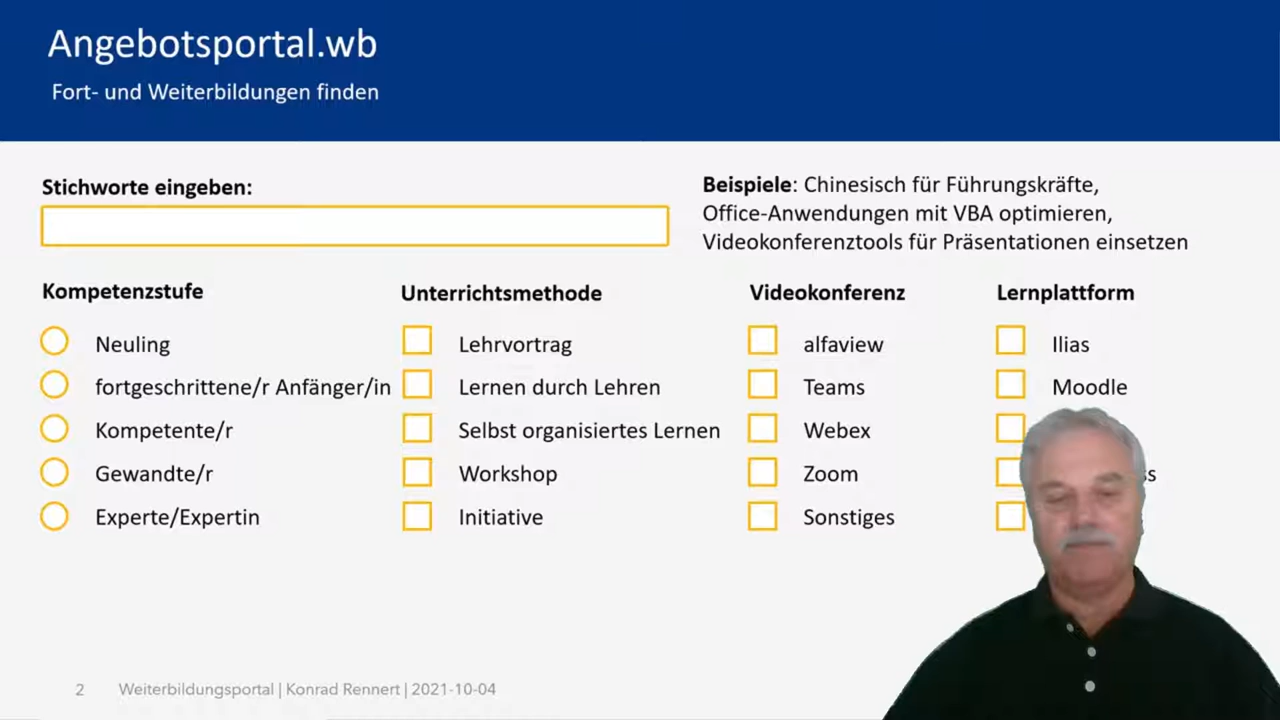 Angebotsportal.wb
Fort- und Weiterbildungen finden
Stichworte eingeben:
Beispiele: Chinesisch für Führungskräfte,
Office-Anwendungen mit VBA optimieren,
Videokonferenztools für Präsentationen einsetzen
Kompetenzstufe
Neuling
fortgeschrittene/r Anfänger/in
Kompetente/r
Gewandte/r
Experte/Expertin
Unterrichtsmethode
Lehrvortrag
Lernen durch Lehren
Selbst organisiertes Lernen
Workshop
Initiative
Videokonferenz
alfaview
Teams
Webex
Zoom
Sonstiges
Lernplattform
Ilias
Moodle
2 Weiterbildungsportal | Konrad Rennert | 2021-10-04